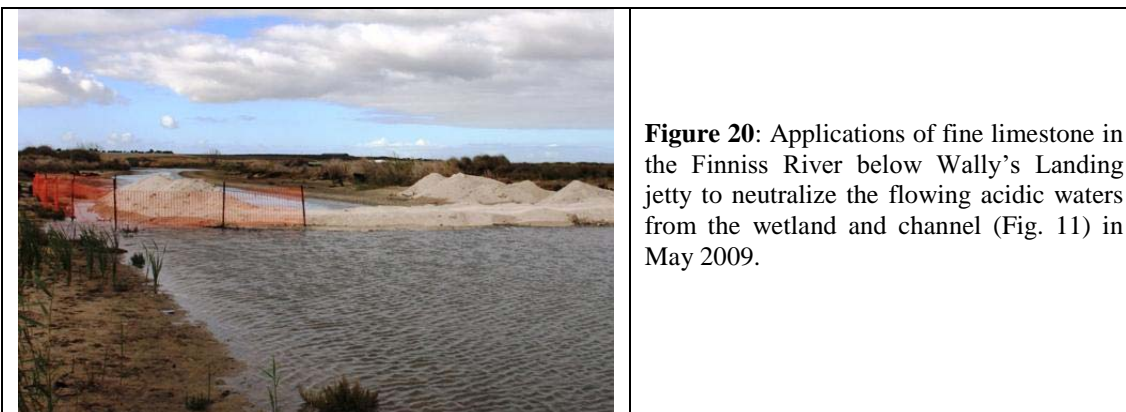 Figure 20: Applications of fine limestone in
the Finniss River below Wally’s Landing
jetty to neutralize the flowing acidic waters
from the wetland and channel (Fig. 11) in
May 2009.